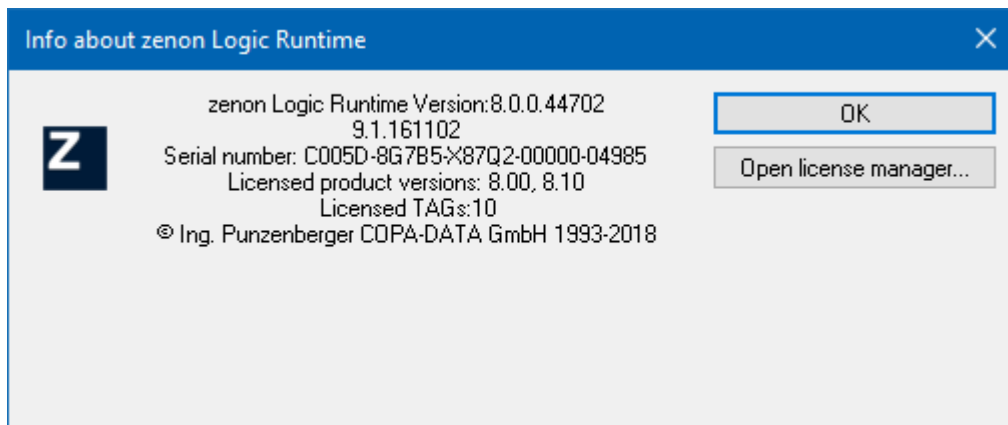 Info about zenon Logic Runtime
zenon Logic Runtime Version:8.0.0.44702
9.1.161102
Serial number: C005D-8G7B5-X87Q2-00000-04985
Licensed product versions: 8.00, 8.10
Licensed TAGs:10
© Ing. Punzenberger COPA-DATA GmbH 1993-2018
Z
OK
Open license manager...